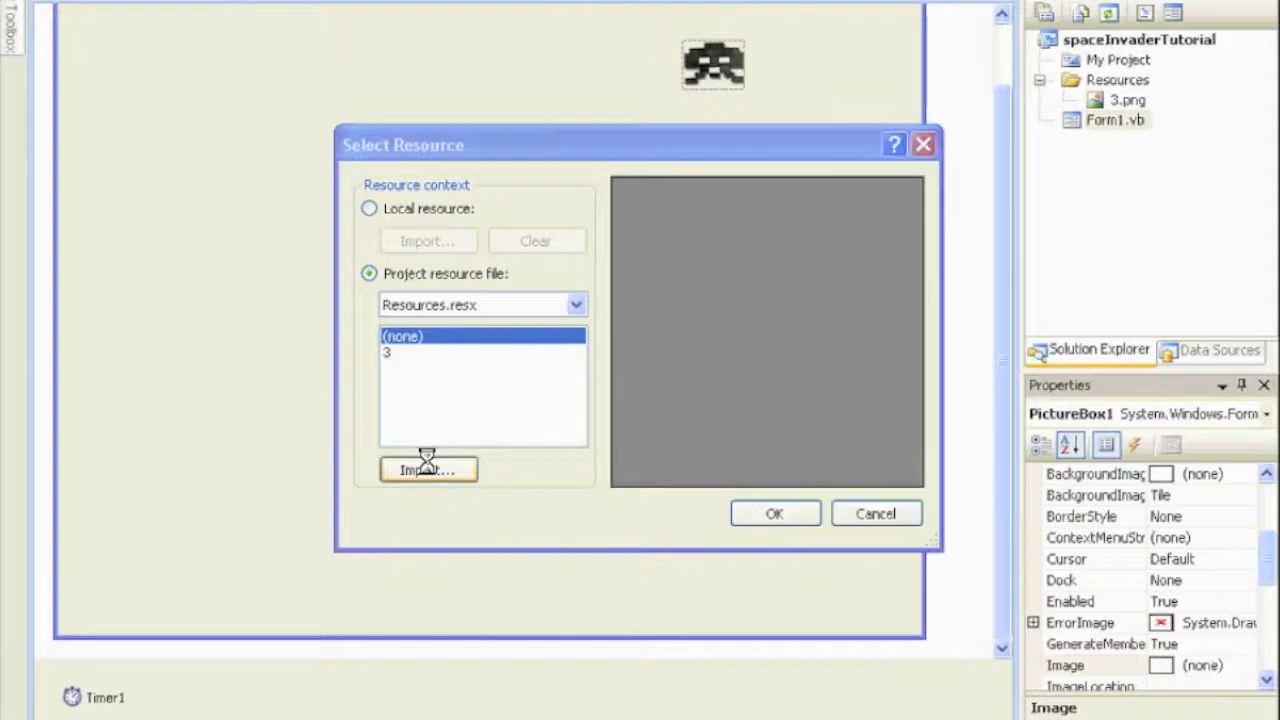 Toolbox
spaceInvaderTutorial
My Project
Resources
3.png
Form1.vb
Select Resource
Resource context
Local resource:
Import...
Clear
Project resource file:
Resources.resx
(none)
3
Import...
OK
Cancel
Solution Explorer
Data Sources
Properties
PictureBox1 System.Windows.Form
BackgroundImag (none)
BackgroundImag Tile
BorderStyle None
ContextMenuStr (none)
Cursor Default
Dock None
Enabled True
ErrorImage System.Drav
GenerateMembe True
Image (none)
ImageLocation
Image
Timer1